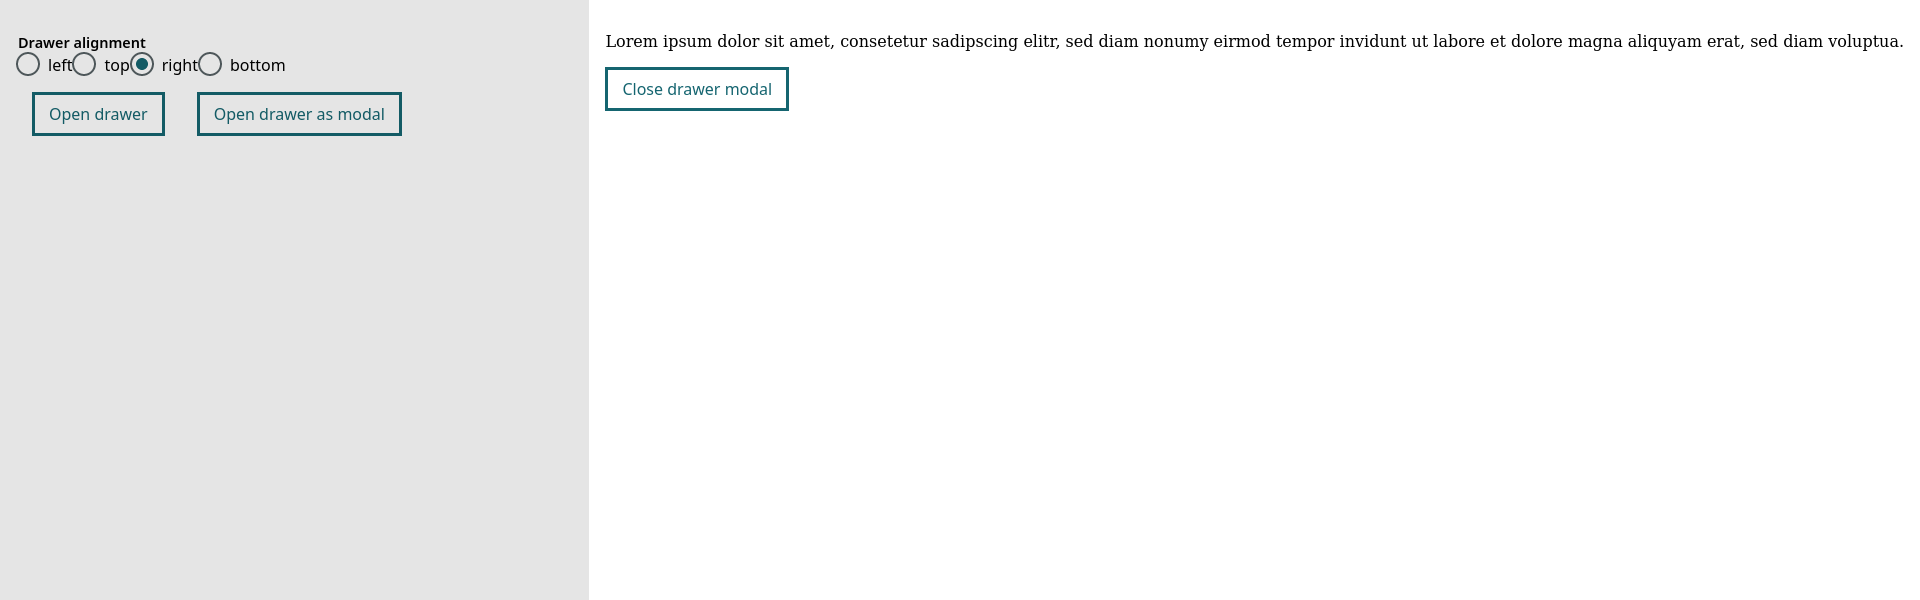 Drawer alignment
left top right bottom
Open drawer Open drawer as modal
Lorem ipsum dolor sit amet, consetetur sadipscing elitr, sed diam nonumy eirmod tempor invidunt ut labore et dolore magna aliquyam erat, sed diam voluptua.
Close drawer modal